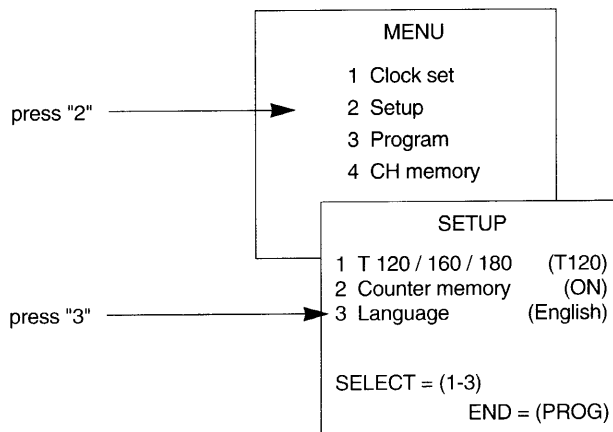 MENU
1 Clock set
press "2"
2 Setup
3 Program
4 CH memory
SETUP
1 T 120 / 160 / 180 (T120)
2 Counter memory (ON)
press "3"
3 Language (English)
SELECT = (1-3)
END = (PROG)